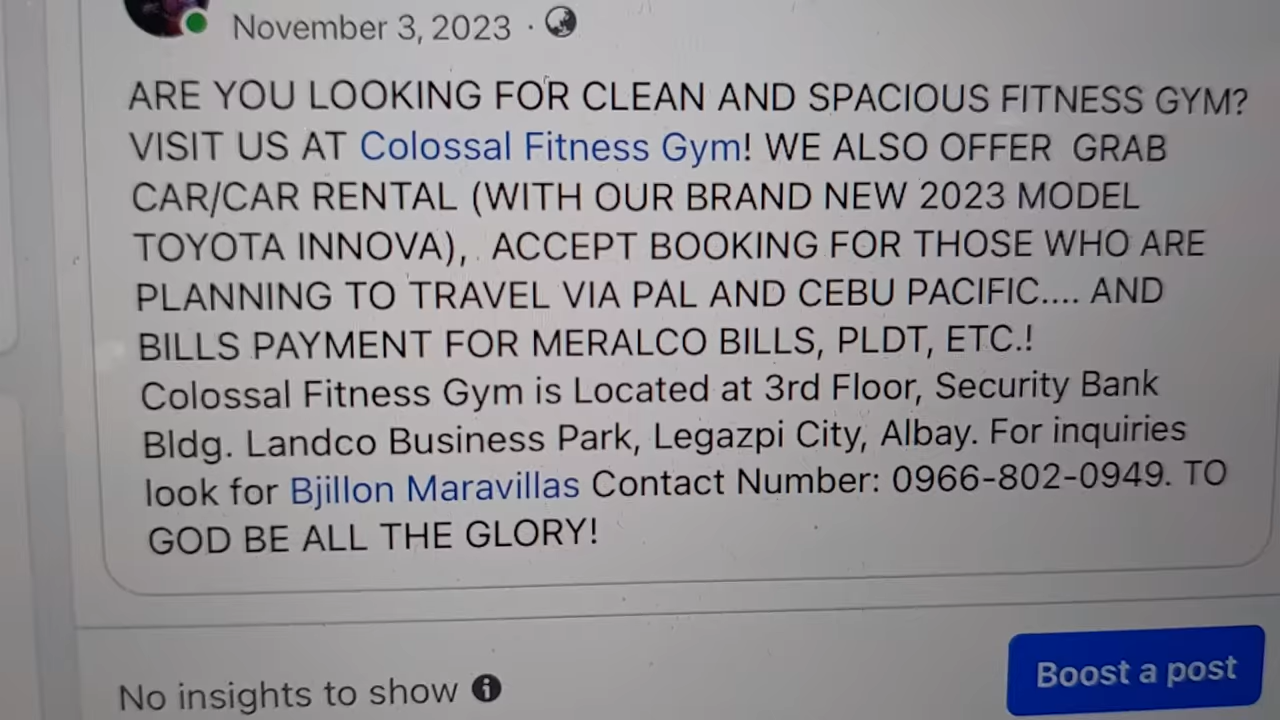 November 3, 2023 ·
ARE YOU LOOKING FOR CLEAN AND SPACIOUS FITNESS GYM?
VISIT US AT Colossal Fitness Gym! WE ALSO OFFER GRAB
CAR/CAR RENTAL (WITH OUR BRAND NEW 2023 MODEL
TOYOTA INNOVA), ACCEPT BOOKING FOR THOSE WHO ARE
PLANNING TO TRAVEL VIA PAL AND CEBU PACIFIC.... AND
BILLS PAYMENT FOR MERALCO BILLS, PLDT, ETC.!
Colossal Fitness Gym is Located at 3rd Floor, Security Bank
Bldg. Landco Business Park, Legazpi City, Albay. For inquiries
look for Bjillon Maravillas Contact Number: 0966-802-0949. TO
GOD BE ALL THE GLORY!
No insights to show
Boost a post